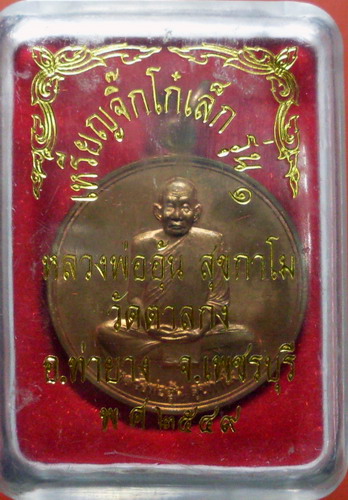 เหรียญจิ๊กโก๋เล็ก รุ่น ๑
หลวงพ่ออุ้น สุขกาโม
วัดตาลกง
อ.ท่ายาง จ.เพชรบุรี
พ.ศ.๒๕๔๙